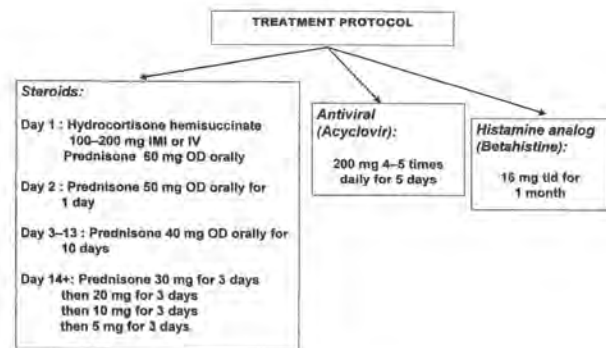 TREATMENT PROTOCOL
Steroids:
Day 1 : Hydrocortisone hemisuccinate
100–200 mg IMI or IV
Prednisone 60 mg OD orally
Day 2 : Prednisone 50 mg OD orally for
1 day
Day 3–13 : Prednisone 40 mg OD orally for
10 days
Day 14+: Prednisone 30 mg for 3 days
then 20 mg for 3 days
then 10 mg for 3 days
then 5 mg for 3 days.
Antiviral
(Acyclovir):
200 mg 4–5 times
daily for 5 days
Histamine analog
(Betahistine):
16 mg tid for
1 month